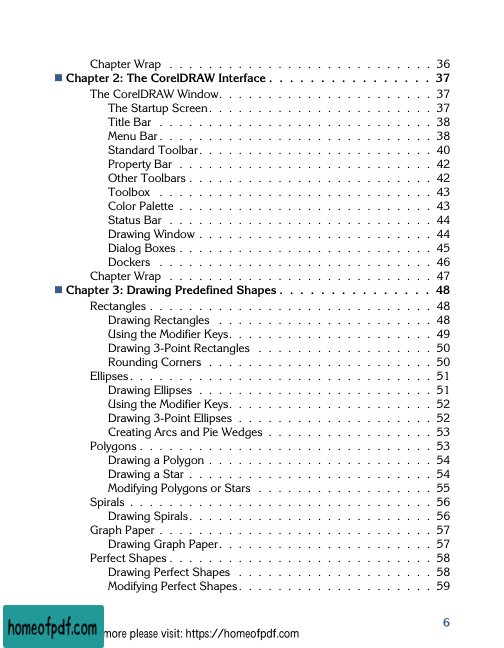 Chapter Wrap . . . . . . . . . . . . . . . . . . . . . . . . . . . 36
■ Chapter 2: The CorelDRAW Interface . . . . . . . . . . . . . . . . 37
The CorelDRAW Window. . . . . . . . . . . . . . . . . . . . . . 37
The Startup Screen. . . . . . . . . . . . . . . . . . . . . . . 37
Title Bar . . . . . . . . . . . . . . . . . . . . . . . . . . . . 38
Menu Bar. . . . . . . . . . . . . . . . . . . . . . . . . . . . 38
Standard Toolbar. . . . . . . . . . . . . . . . . . . . . . . . 40
Property Bar . . . . . . . . . . . . . . . . . . . . . . . . . . 42
Other Toolbars . . . . . . . . . . . . . . . . . . . . . . . . . 42
Toolbox . . . . . . . . . . . . . . . . . . . . . . . . . . . . 43
Color Palette . . . . . . . . . . . . . . . . . . . . . . . . . . 43
Status Bar . . . . . . . . . . . . . . . . . . . . . . . . . . . 44
Drawing Window . . . . . . . . . . . . . . . . . . . . . . . . 44
Dialog Boxes . . . . . . . . . . . . . . . . . . . . . . . . . . 45
Dockers . . . . . . . . . . . . . . . . . . . . . . . . . . . . 46
Chapter Wrap . . . . . . . . . . . . . . . . . . . . . . . . . . . 47
■ Chapter 3: Drawing Predefined Shapes . . . . . . . . . . . . . . . 48
Rectangles . . . . . . . . . . . . . . . . . . . . . . . . . . . . 48
Drawing Rectangles . . . . . . . . . . . . . . . . . . . . . . 48
Using the Modifier Keys. . . . . . . . . . . . . . . . . . . . . 49
Drawing 3-Point Rectangles . . . . . . . . . . . . . . . . . . 50
Rounding Corners . . . . . . . . . . . . . . . . . . . . . . . 50
Ellipses. . . . . . . . . . . . . . . . . . . . . . . . . . . . . . 51
Drawing Ellipses . . . . . . . . . . . . . . . . . . . . . . . . 51
Using the Modifier Keys. . . . . . . . . . . . . . . . . . . . . 52
Drawing 3-Point Ellipses . . . . . . . . . . . . . . . . . . . . 52
Creating Arcs and Pie Wedges . . . . . . . . . . . . . . . . . 53
Polygons . . . . . . . . . . . . . . . . . . . . . . . . . . . . . 53
Drawing a Polygon . . . . . . . . . . . . . . . . . . . . . . . 54
Drawing a Star . . . . . . . . . . . . . . . . . . . . . . . . . 54
Modifying Polygons or Stars . . . . . . . . . . . . . . . . . . 55
Spirals . . . . . . . . . . . . . . . . . . . . . . . . . . . . . . 56
Drawing Spirals. . . . . . . . . . . . . . . . . . . . . . . . . 56
Graph Paper . . . . . . . . . . . . . . . . . . . . . . . . . . . 57
Drawing Graph Paper. . . . . . . . . . . . . . . . . . . . . . 57
Perfect Shapes . . . . . . . . . . . . . . . . . . . . . . . . . . 58
Drawing Perfect Shapes . . . . . . . . . . . . . . . . . . . . 58
Modifying Perfect Shapes. . . . . . . . . . . . . . . . . . . . 59
6
homeofpdf.com more please visit: https://homeofpdf.com